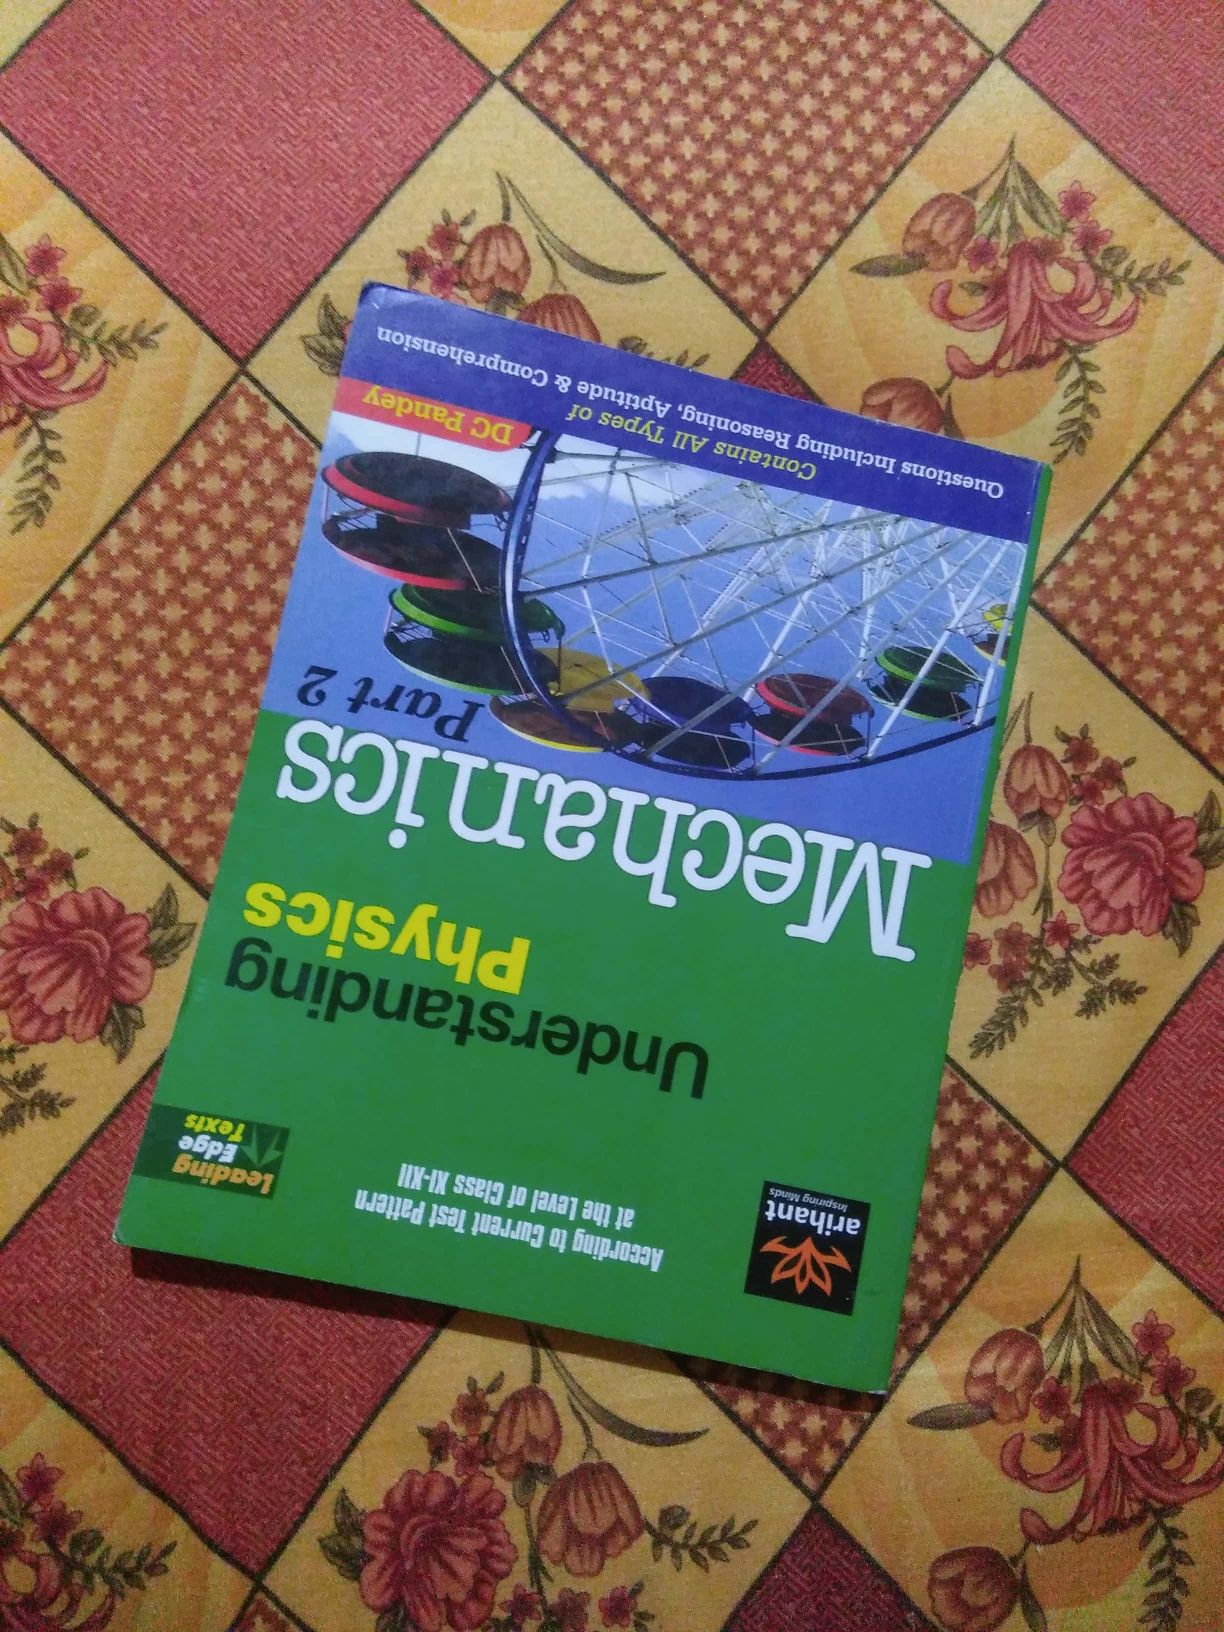 According to Current Test Pattern
at the Level of Class XI-XII
arihant
Inspiring Minds
Leading
Edge
Texts
Understanding
Physics
Mechanics
Part 2
DC Pandey
Contains All Types of
Questions Including Reasoning, Aptitude & Comprehension